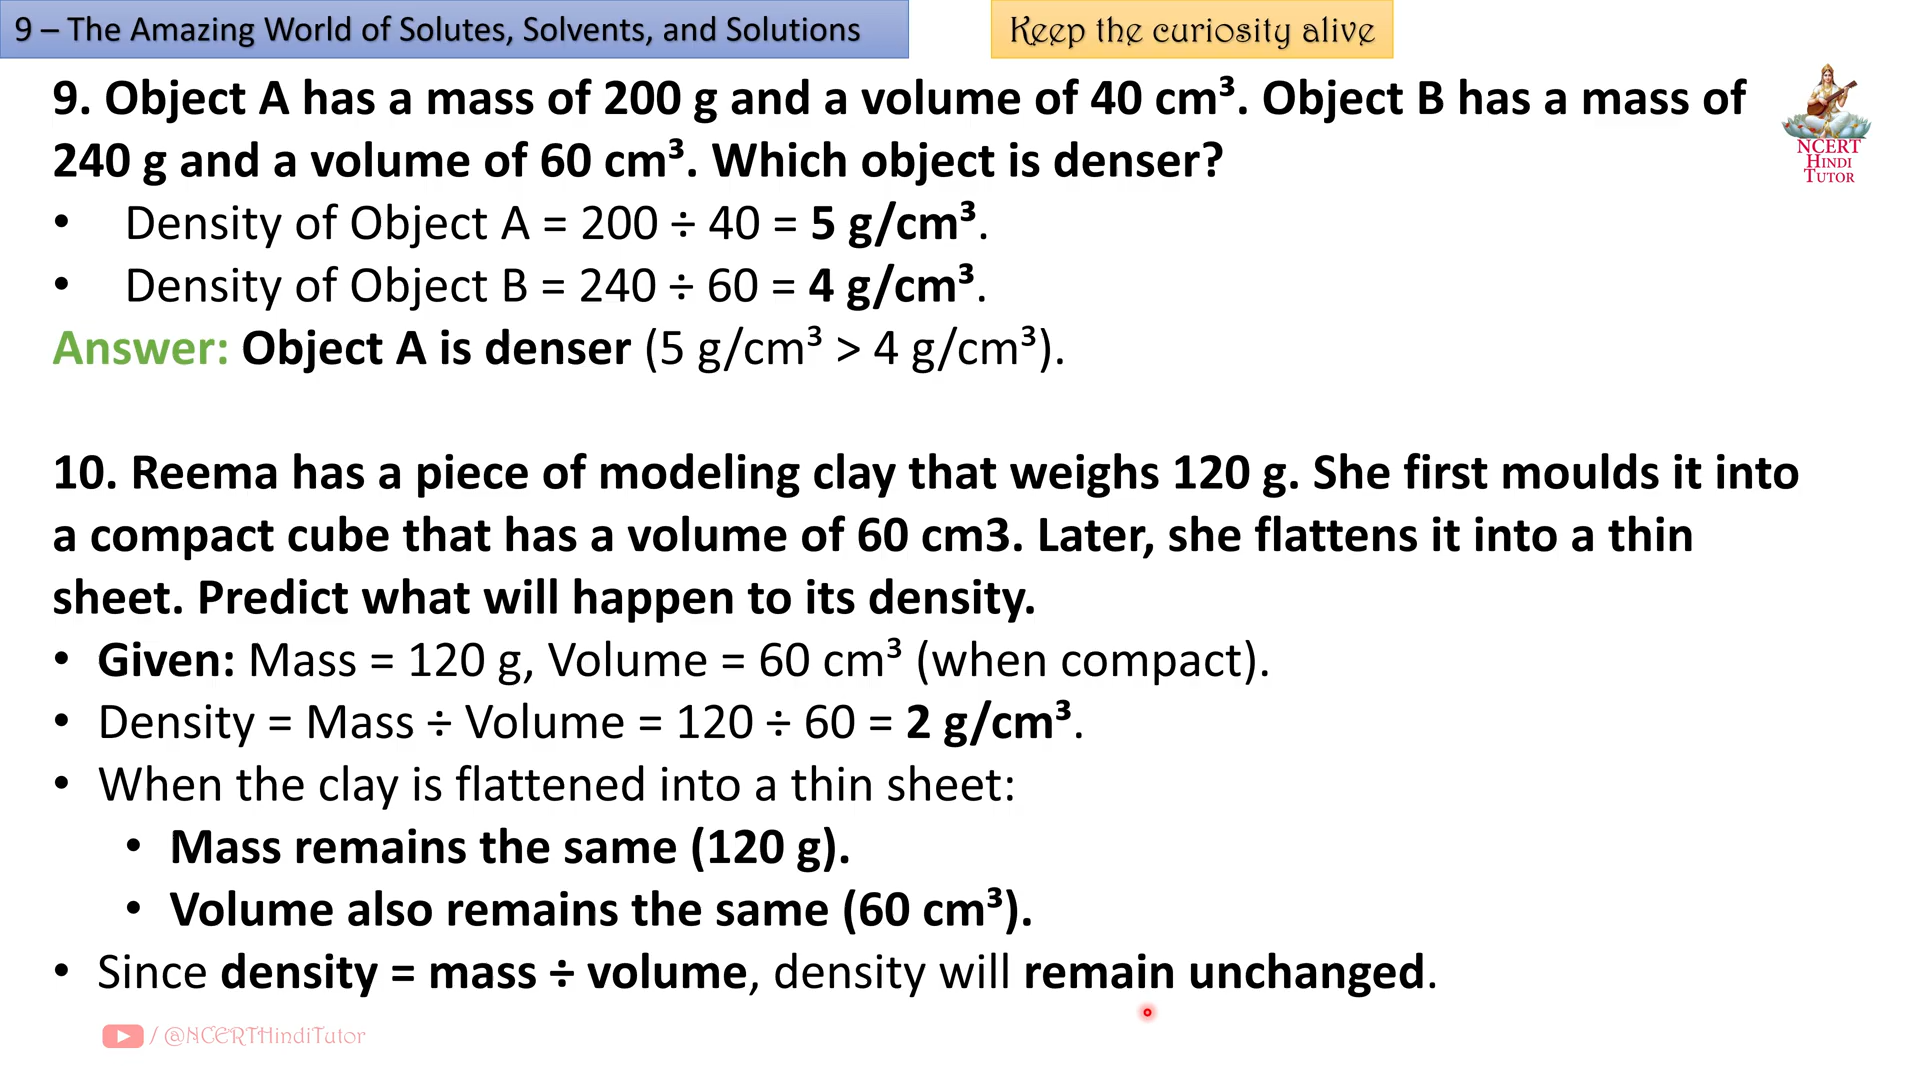 9 – The Amazing World of Solutes, Solvents, and Solutions
Keep the curiosity alive
9. Object A has a mass of 200 g and a volume of 40 cm³. Object B has a mass of
240 g and a volume of 60 cm³. Which object is denser?
• Density of Object A = 200 ÷ 40 = 5 g/cm³.
• Density of Object B = 240 ÷ 60 = 4 g/cm³.
Answer: Object A is denser (5 g/cm³ > 4 g/cm³).
10. Reema has a piece of modeling clay that weighs 120 g. She first moulds it into
a compact cube that has a volume of 60 cm3. Later, she flattens it into a thin
sheet. Predict what will happen to its density.
• Given: Mass = 120 g, Volume = 60 cm³ (when compact).
• Density = Mass ÷ Volume = 120 ÷ 60 = 2 g/cm³.
• When the clay is flattened into a thin sheet:
• Mass remains the same (120 g).
• Volume also remains the same (60 cm³).
• Since density = mass ÷ volume, density will remain unchanged.
NCERT
HINDI
TUTOR
/ @NCERTHindiTutor